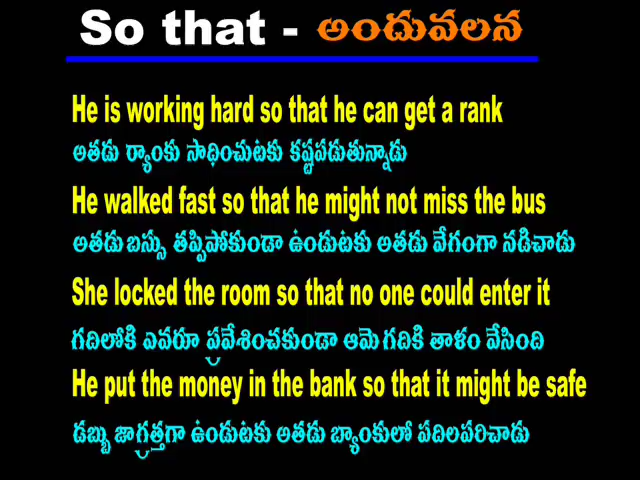 So that - అందువలన
He is working hard so that he can get a rank
అతడు ర్యాంకు సాధించుటకు కష్టపడుతున్నాడు
He walked fast so that he might not miss the bus
అతడు బస్సు తప్పిపోకుండా ఉండుటకు అతడు వేగంగా నడిచాడు
She locked the room so that no one could enter it
గదిలోకి ఎవరూ ప్రవేశించకుండా ఆమె గదికి తాళం వేసింది
He put the money in the bank so that it might be safe
డబ్బు జాగ్రత్తగా ఉండుటకు అతడు బ్యాంకులో పదిలపరిచాడు